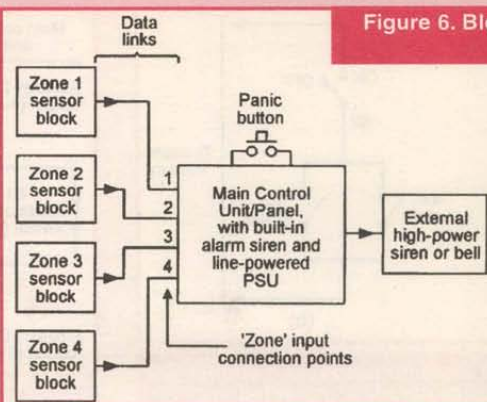 Figure 6. Blo
Data
links
Zone 1
sensor
block
Zone 2
sensor
block
Zone 3
sensor
block
Zone 4
sensor
block
1
2
3
4
Panic
button
Main Control
Unit/Panel,
with built-in
alarm siren and
line-powered
PSU
External
high-power
siren or bell
'Zone' input
connection points